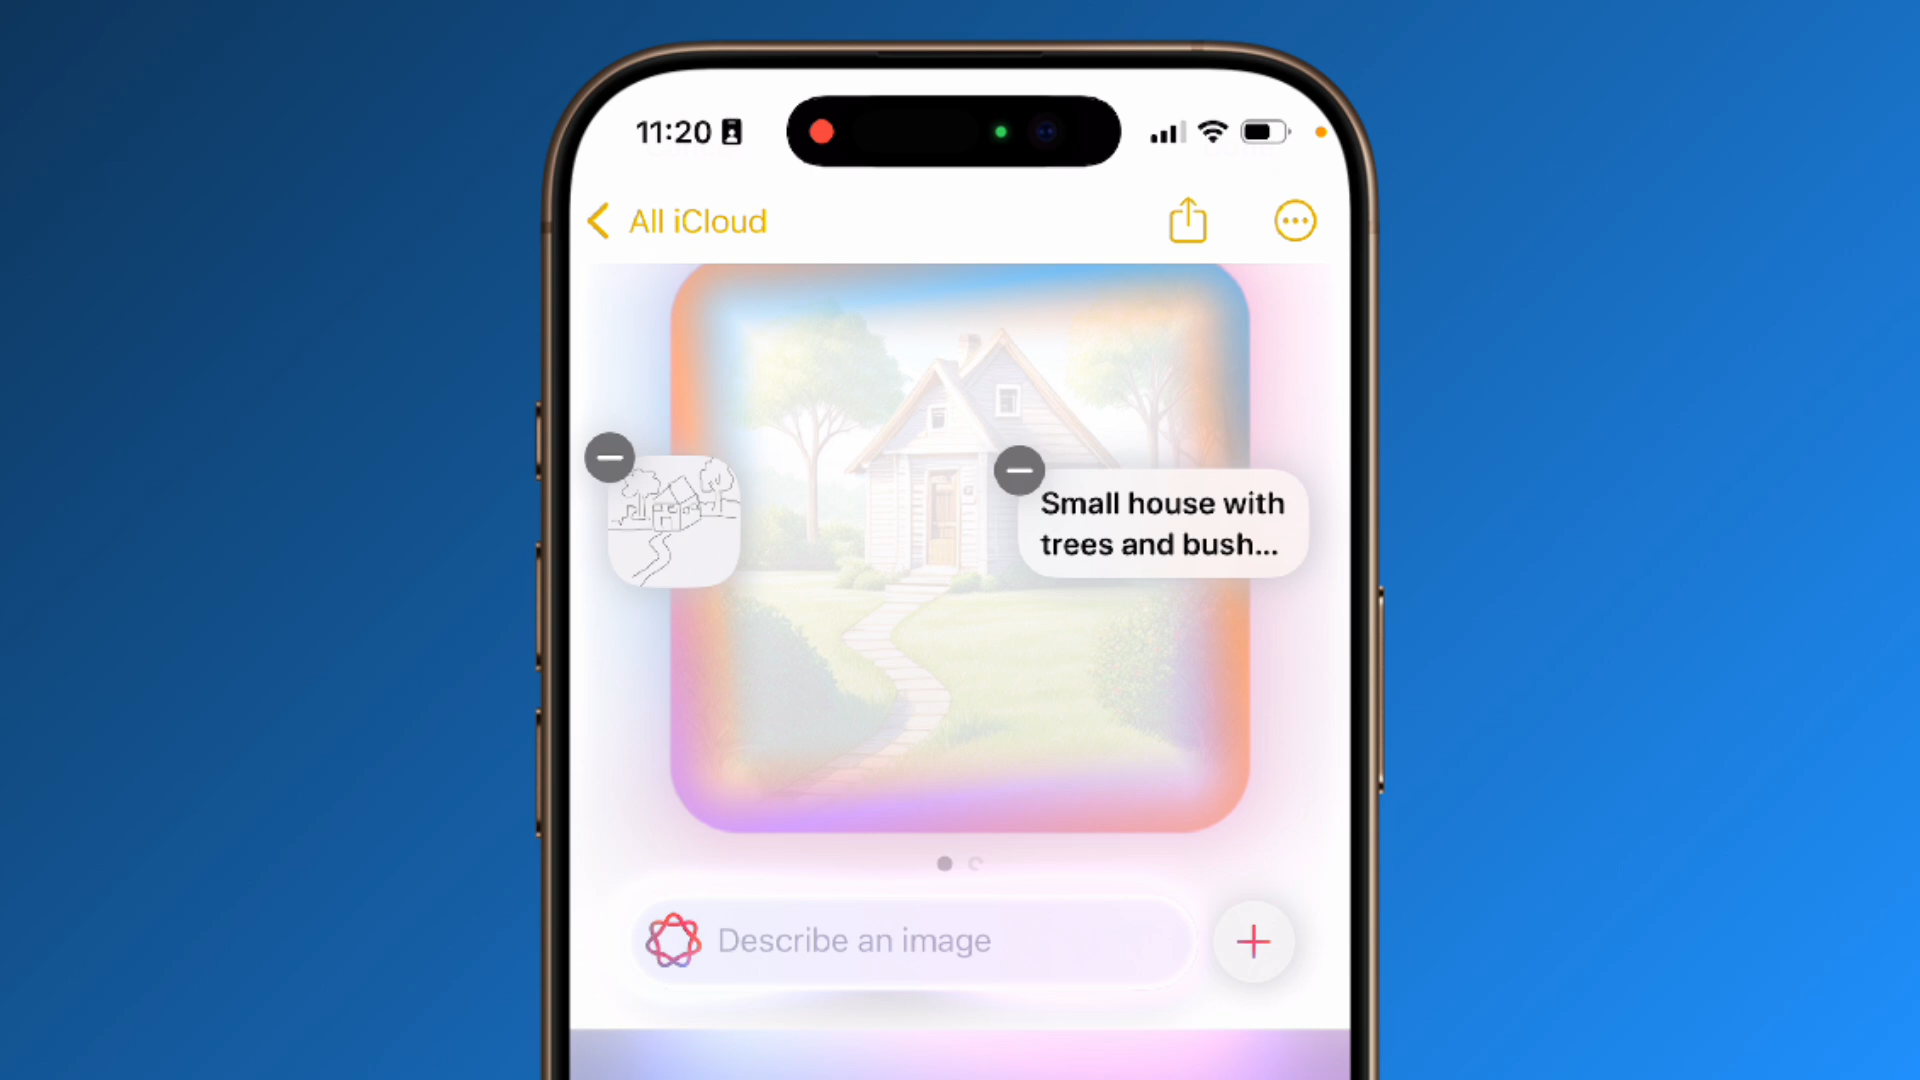 11:20
All iCloud
Small house with
trees and bush...
Describe an image